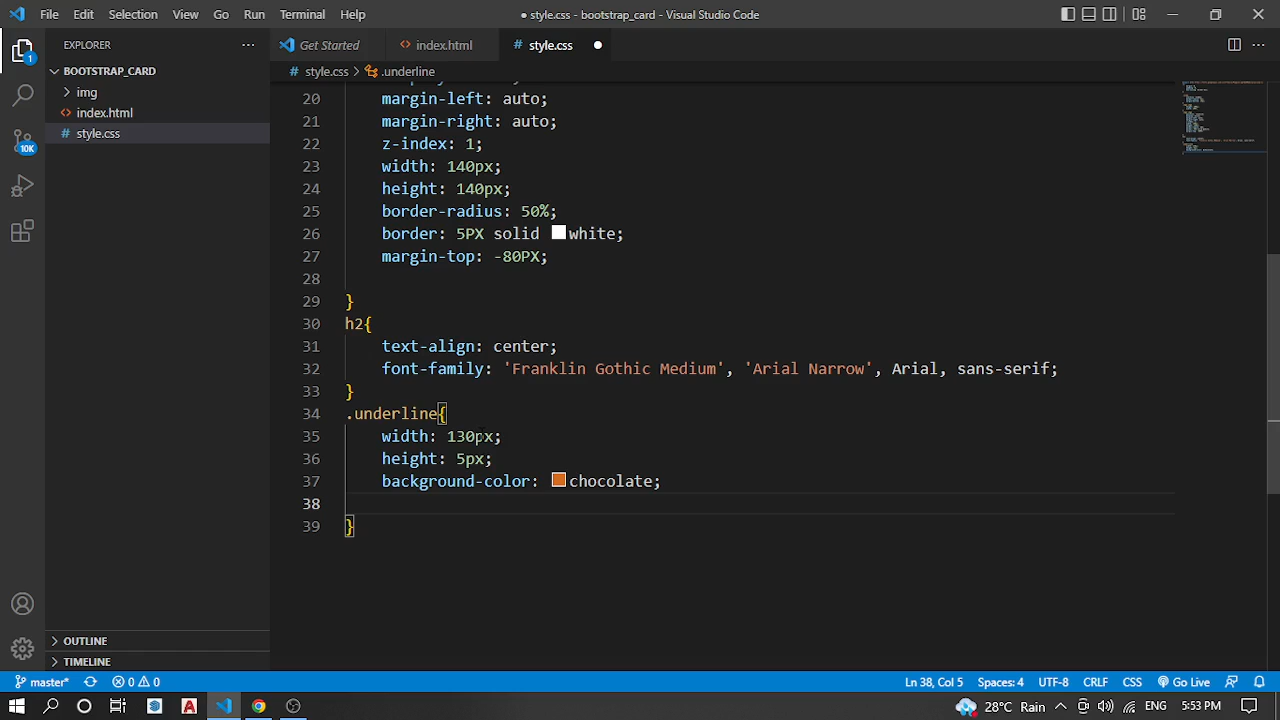 File Edit Selection View Go Run Terminal Help
● style.css - bootstrap_card - Visual Studio Code
EXPLORER
Get Started
index.html
style.css
BOOTSTRAP_CARD
style.css > .underline
img
index.html
style.css
1
10K
20 margin-left: auto;
21 margin-right: auto;
22 z-index: 1;
23 width: 140px;
24 height: 140px;
25 border-radius: 50%;
26 border: 5PX solid white;
27 margin-top: -80PX;
28
29 }
30 h2{
31 text-align: center;
32 font-family: 'Franklin Gothic Medium', 'Arial Narrow', Arial, sans-serif;
33 }
34 .underline{
35 width: 130px;
36 height: 5px;
37 background-color: chocolate;
38
39 }
OUTLINE
TIMELINE
master* 0 0
Ln 38, Col 5 Spaces: 4 UTF-8 CRLF CSS Go Live
28°C Rain ENG 5:53 PM